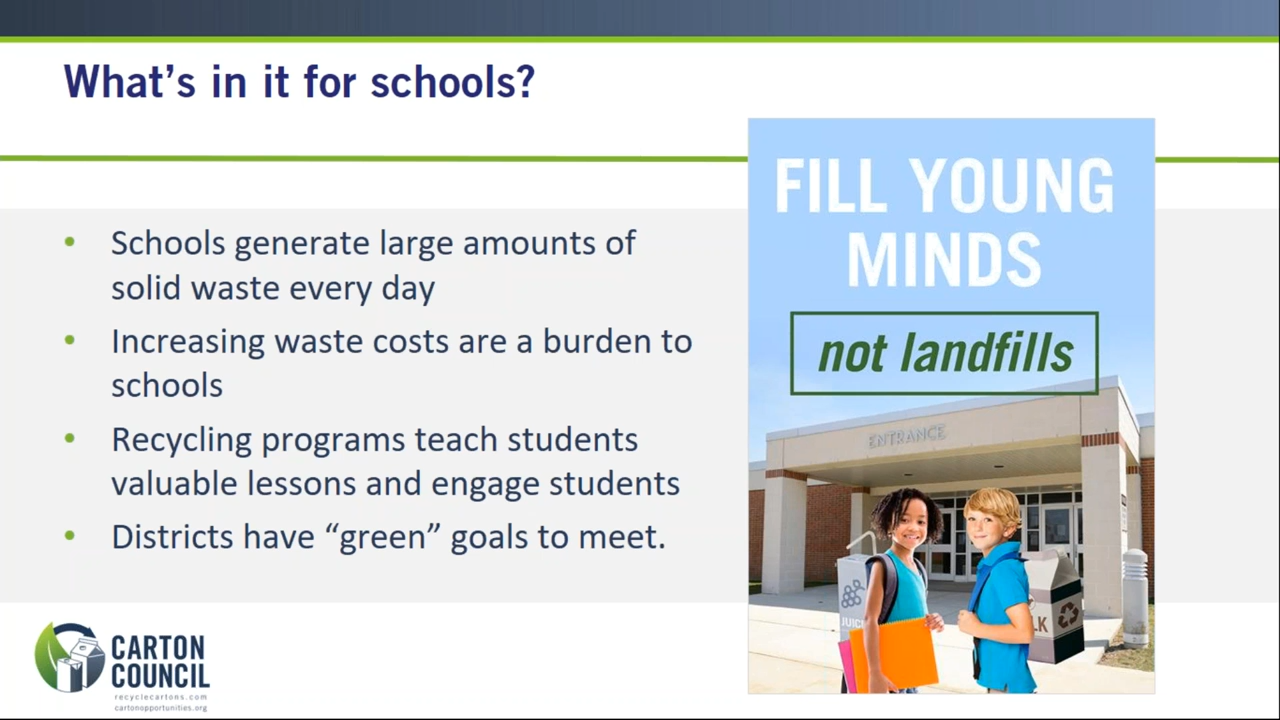 What's in it for schools?
• Schools generate large amounts of
solid waste every day
• Increasing waste costs are a burden to
schools
• Recycling programs teach students
valuable lessons and engage students
• Districts have “green” goals to meet.
FILL YOUNG
MINDS
not landfills
ENTRANCE
JUIC
LK
CARTON
COUNCIL
recyclecartons.com
cartonopportunities.org